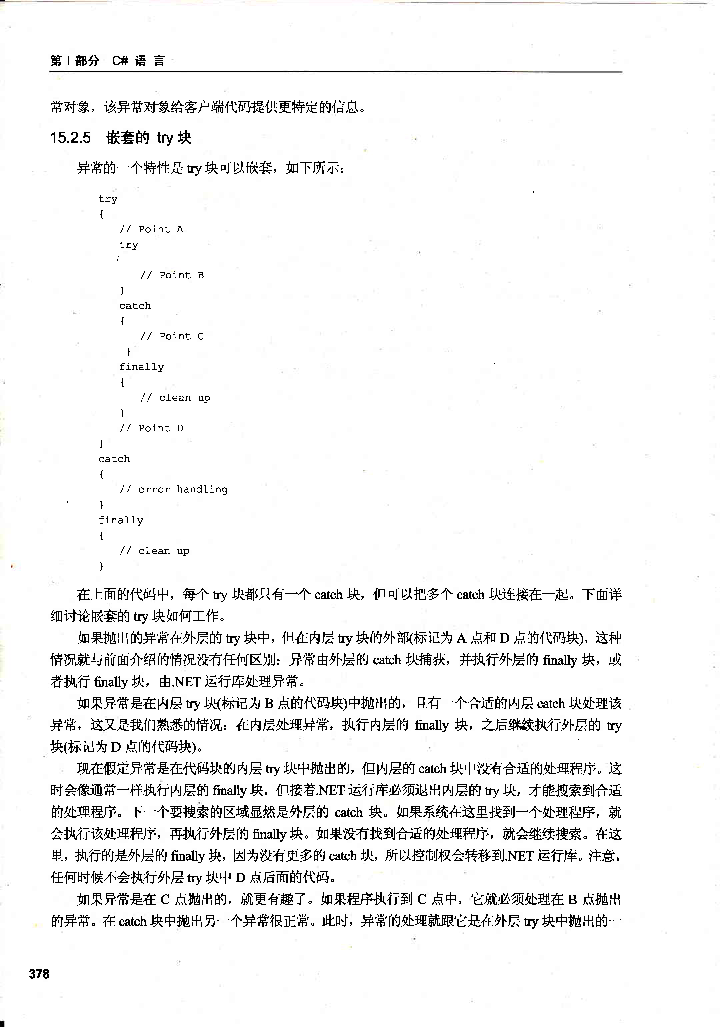 第Ⅰ部分 C# 语 言
常对象，该异常对象给客户端代码提供更特定的信息。
15.2.5 嵌套的 try 块
异常的一个特性是 try 块可以嵌套，如下所示：
try
{
// Point A
try
{
// Point B
}
catch
{
// Point C
}
finally
{
// clean up
}
// Point D
}
catch
{
// error handling
}
finally
{
// clean up
}
在上面的代码中，每个 try 块都只有一个 catch 块，但可以把多个 catch 块连接在一起。下面详
细讨论嵌套的 try 块如何工作。
如果抛出的异常在外层的 try 块中，但在内层 try 块的外部(标记为 A 点和 D 点的代码块)，这种
情况就与前面介绍的情况没有任何区别：异常由外层的 catch 块捕获，并执行外层的 finally 块，或
者执行 finally 块，由.NET 运行库处理异常。
如果异常是在内层 try 块(标记为 B 点的代码块)中抛出的，且有一个合适的内层 catch 块处理该
异常，这又是我们熟悉的情况：在内层处理异常，执行内层的 finally 块，之后继续执行外层的 try
块(标记为 D 点的代码块)。
现在假定异常是在代码块的内层 try 块中抛出的，但内层的 catch 块中没有合适的处理程序。这
时会像通常一样执行内层的 finally 块，但接着.NET 运行库必须退出内层的 try 块，才能搜索到合适
的处理程序。下一个要搜索的区域显然是外层的 catch 块。如果系统在这里找到一个处理程序，就
会执行该处理程序，再执行外层的 finally 块。如果没有找到合适的处理程序，就会继续搜索。在这
里，执行的是外层的 finally 块，因为没有更多的 catch 块，所以控制权会转移到.NET 运行库。注意，
任何时候不会执行外层 try 块中 D 点后面的代码。
如果异常是在 C 点抛出的，就更有趣了。如果程序执行到 C 点中，它就必须处理在 B 点抛出
的异常。在 catch 块中抛出另一个异常很正常。此时，异常的处理就跟它是在外层 try 块中抛出的一
378